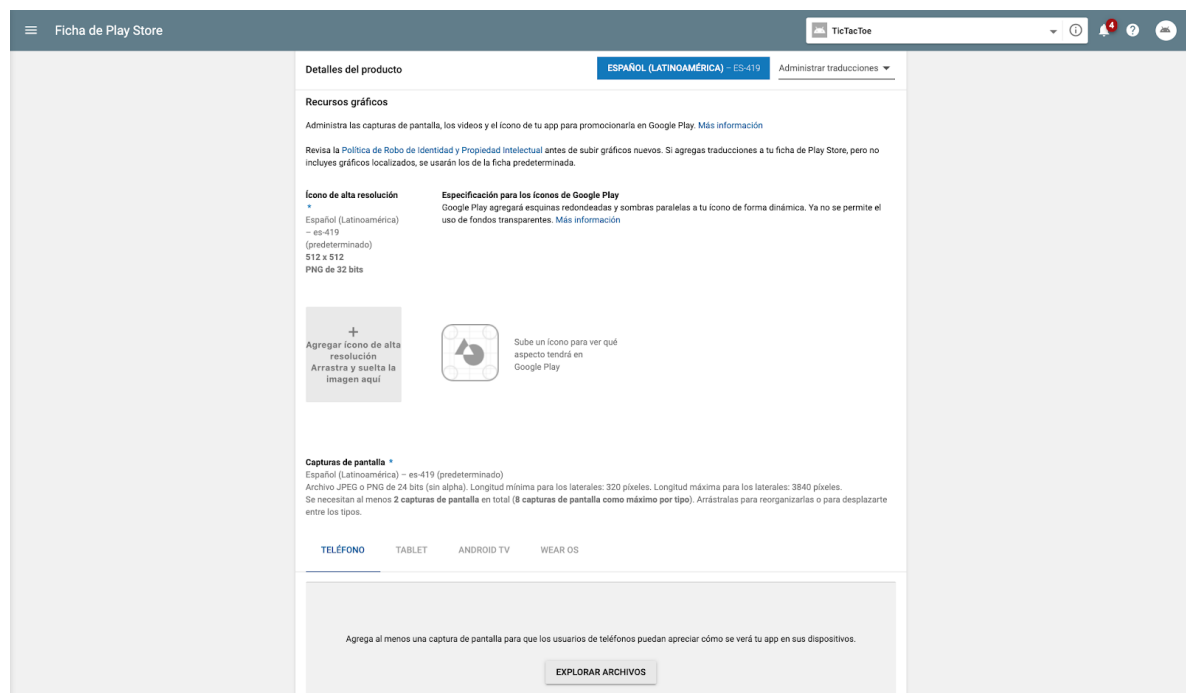 Ficha de Play Store
TicTacToe
4
Detalles del producto
ESPAÑOL (LATINOAMÉRICA) – ES-419
Administrar traducciones
Recursos gráficos
Administra las capturas de pantalla, los videos y el ícono de tu app para promocionarla en Google Play. Más información
Revisa la Política de Robo de Identidad y Propiedad Intelectual antes de subir gráficos nuevos. Si agregas traducciones a tu ficha de Play Store, pero no
incluyes gráficos localizados, se usarán los de la ficha predeterminada.
Ícono de alta resolución
*
Español (Latinoamérica)
– es-419
(predeterminado)
512 x 512
PNG de 32 bits
Especificación para los íconos de Google Play
Google Play agregará esquinas redondeadas y sombras paralelas a tu ícono de forma dinámica. Ya no se permite el
uso de fondos transparentes. Más información
+
Agregar ícono de alta
resolución
Arrastra y suelta la
imagen aquí
Sube un ícono para ver qué
aspecto tendrá en
Google Play
Capturas de pantalla *
Español (Latinoamérica) – es-419 (predeterminado)
Archivo JPEG o PNG de 24 bits (sin alpha). Longitud mínima para los laterales: 320 píxeles. Longitud máxima para los laterales: 3840 píxeles.
Se necesitan al menos 2 capturas de pantalla en total (8 capturas de pantalla como máximo por tipo). Arrástralas para reorganizarlas o para desplazarte
entre los tipos.
TELÉFONO
TABLET
ANDROID TV
WEAR OS
Agrega al menos una captura de pantalla para que los usuarios de teléfonos puedan apreciar cómo se verá tu app en sus dispositivos.
EXPLORAR ARCHIVOS